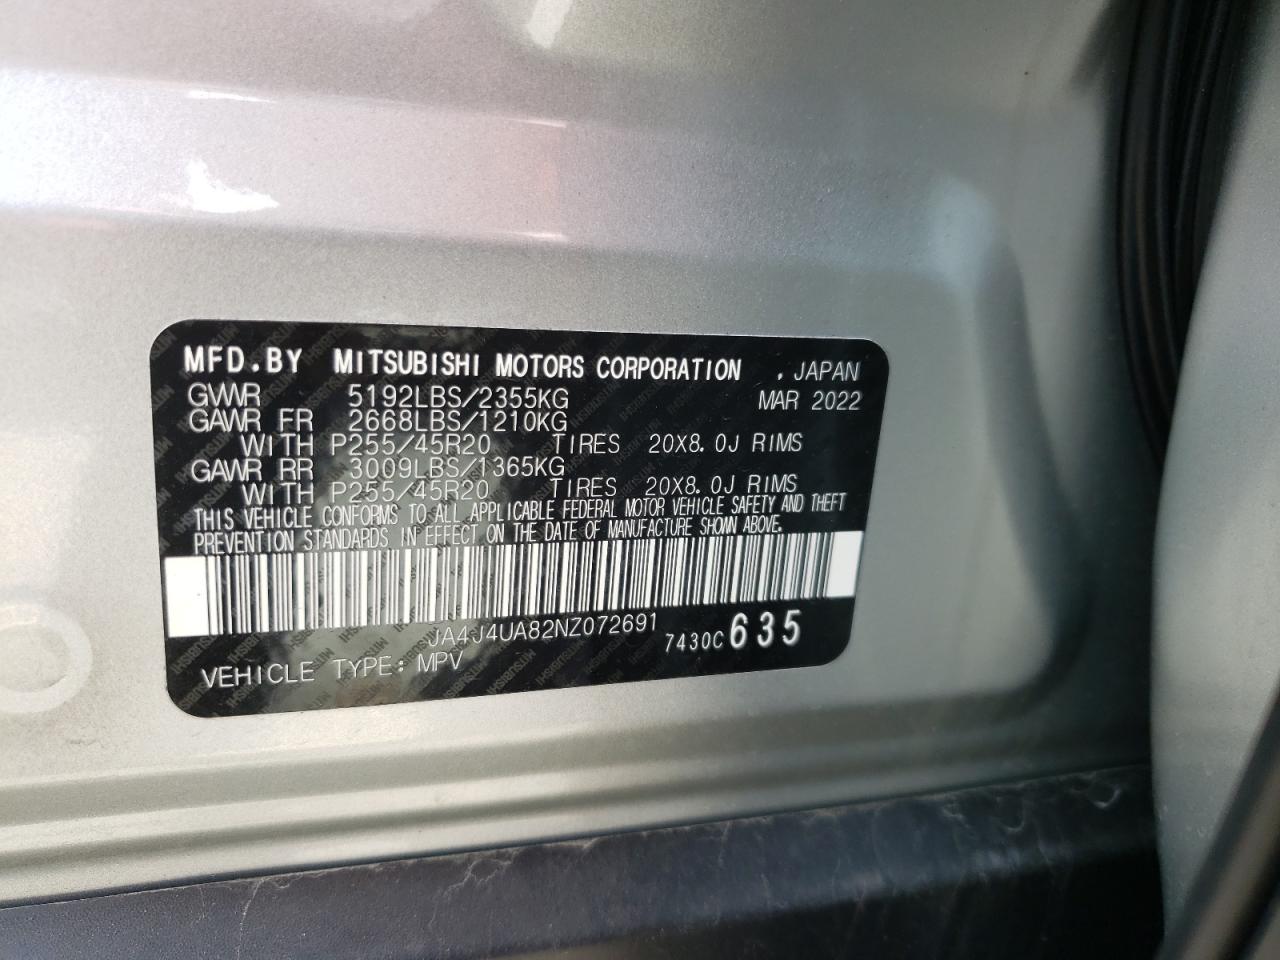 MFD.BY MITSUBISHI MOTORS CORPORATION , JAPAN
GVWR 5192LBS/2355KG MAR 2022
GAWR FR 2668LBS/1210KG
WITH P255/45R20 TIRES 20X8.0J RIMS
GAWR RR 3009LBS/1365KG
WITH P255/45R20 TIRES 20X8.0J RIMS
THIS VEHICLE CONFORMS TO ALL APPLICABLE FEDERAL MOTOR VEHICLE SAFETY AND THEFT
PREVENTION STANDARDS IN EFFECT ON THE DATE OF MANUFACTURE SHOWN ABOVE.
JA4J4UA82NZ072691 7430C 635
VEHICLE TYPE: MPV